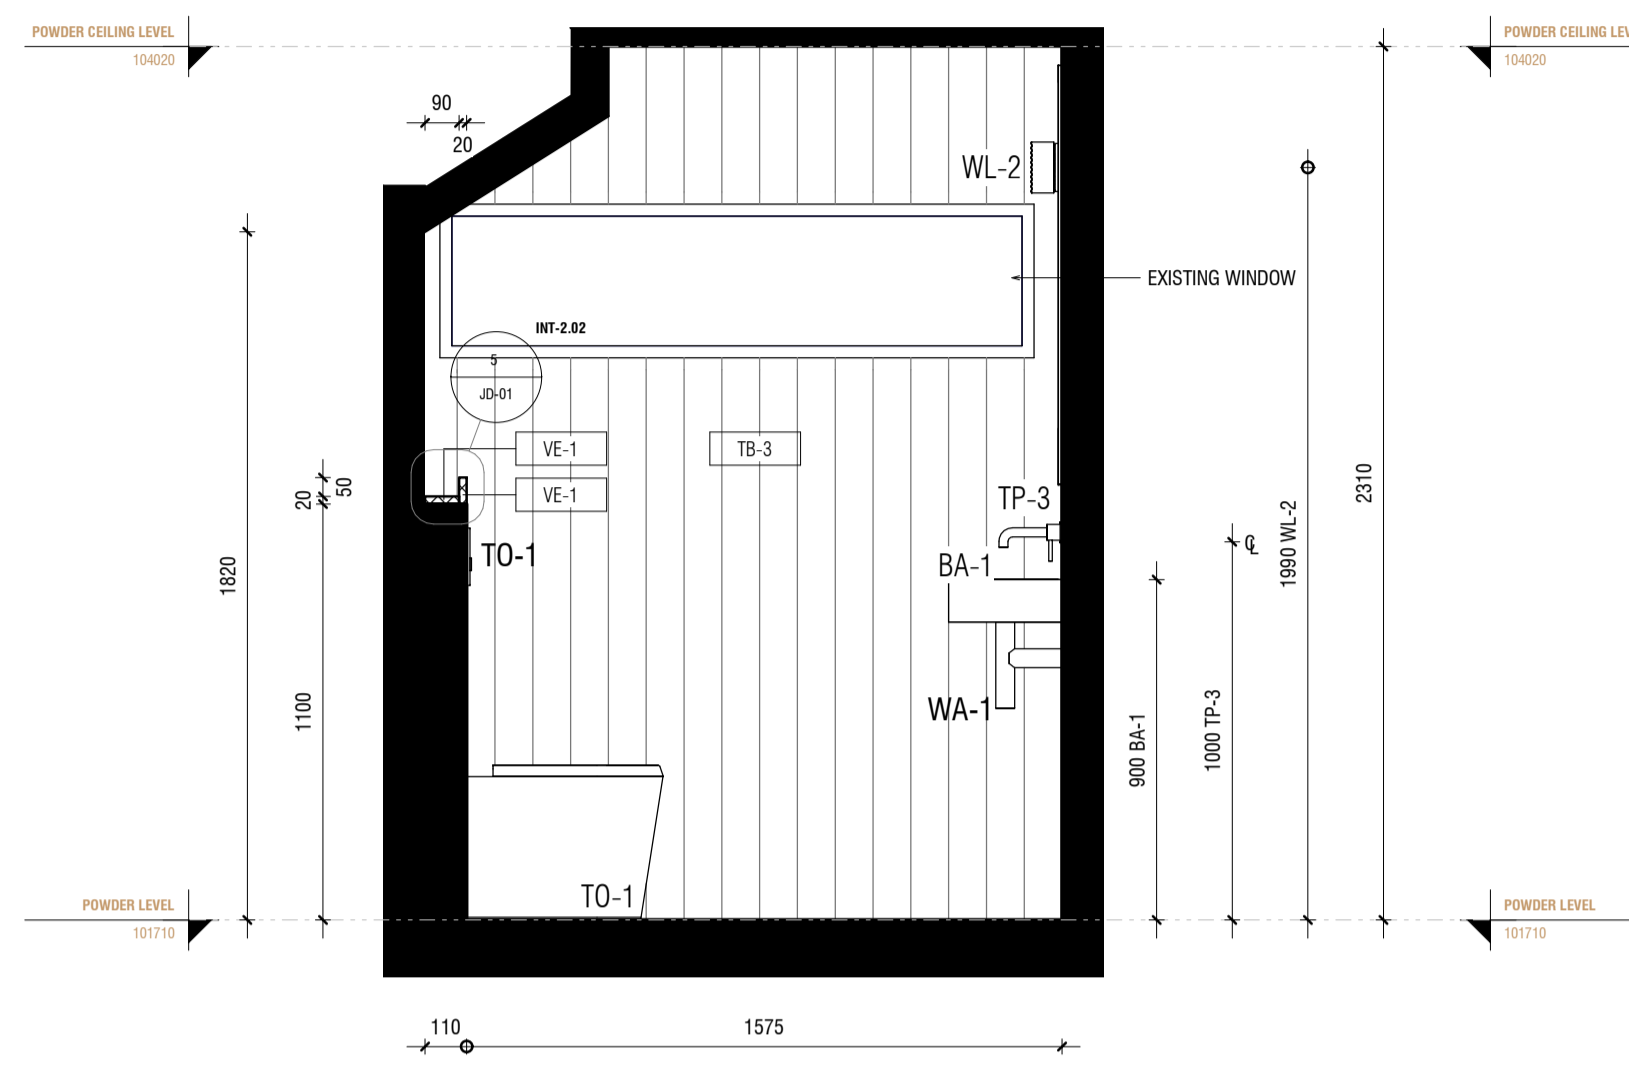 POWDER CEILING LEVEL
104020
POWDER CEILING LEV
104020
90
20
WL-2
EXISTING WINDOW
INT-2.02
5
JD-01
VE-1
TB-3
VE-1
20
50
TP-3
TO-1
BA-1
℄
1820
1990 WL-2
2310
1100
WA-1
900 BA-1
1000 TP-3
TO-1
POWDER LEVEL
101710
POWDER LEVEL
101710
110
1575